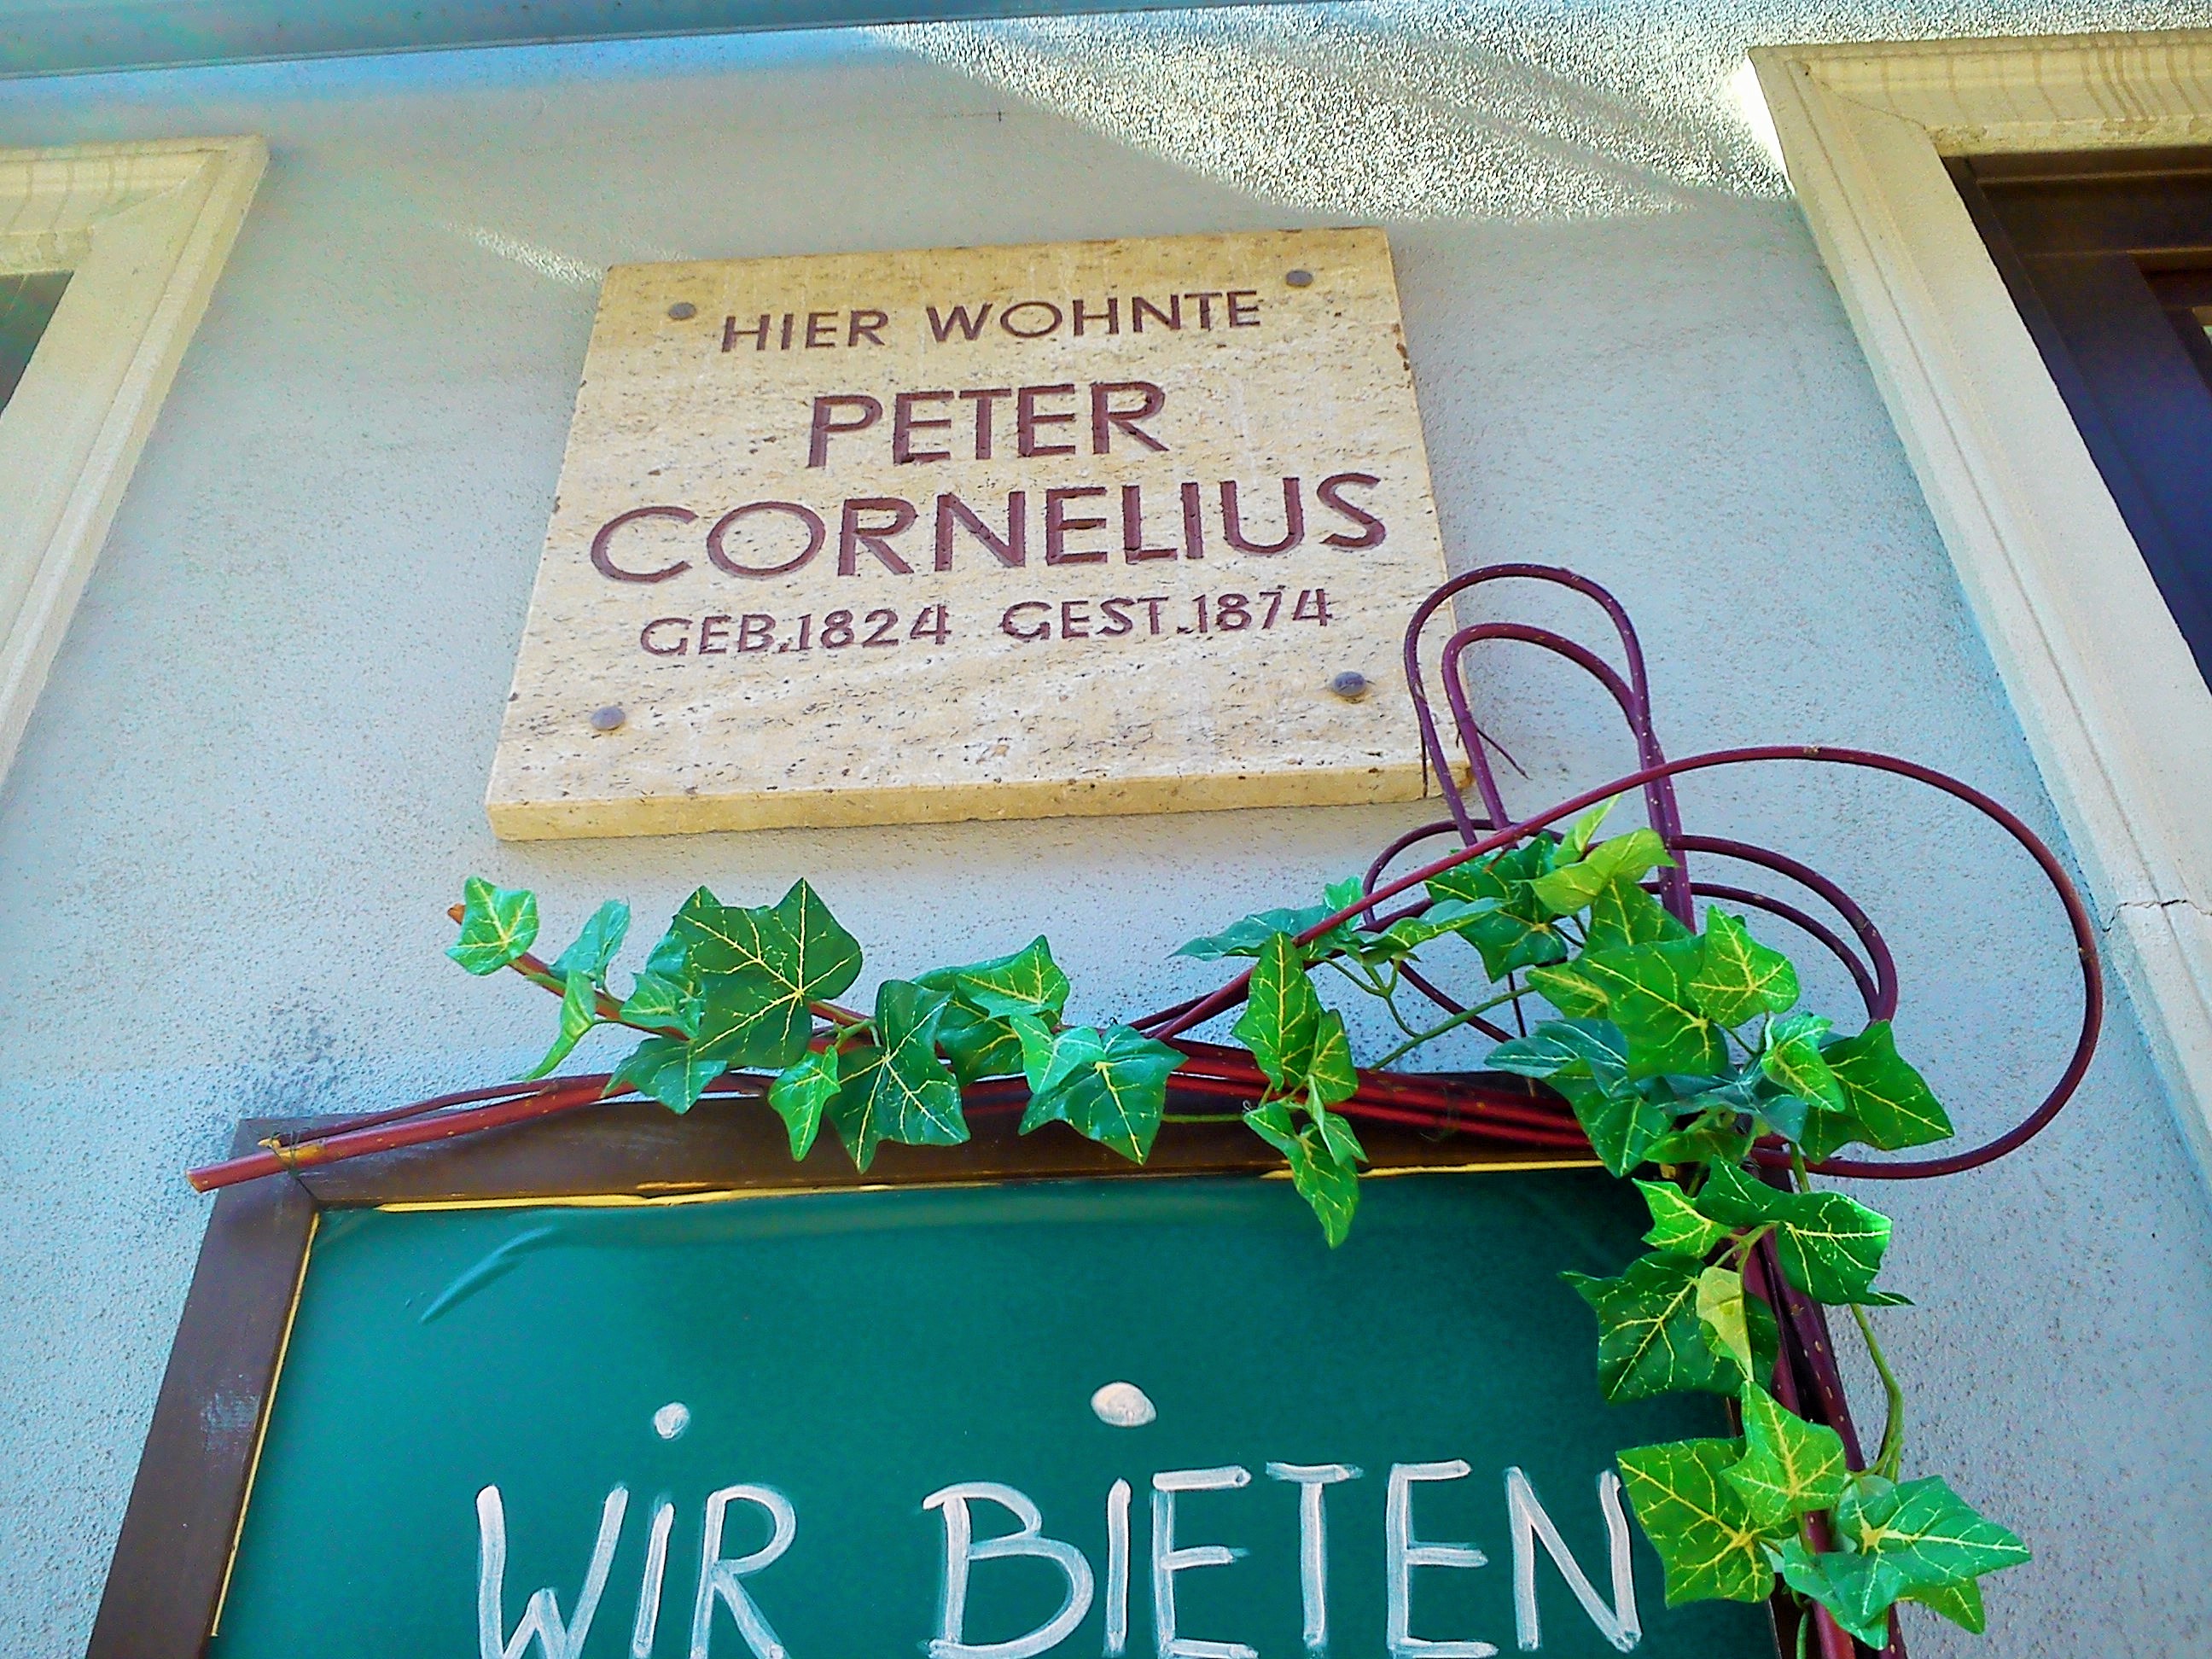 HIER WOHNTE
PETER
CORNELIUS
GEB.1824 GEST.1874
WiR BiETEN